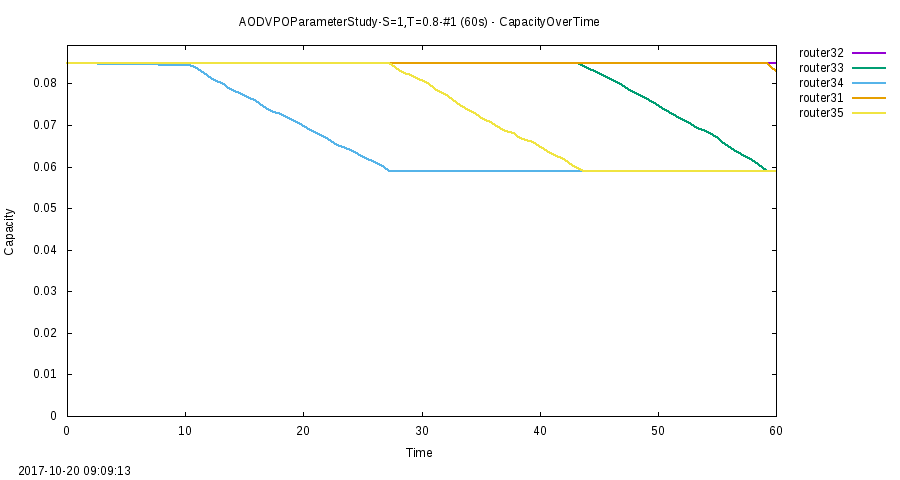 AODVPOParameterStudy-S=1,T=0.8-#1 (60s) - CapacityOverTime
router32
router33
router34
router31
router35
0.08
0.07
0.06
0.05
0.04
0.03
0.02
0.01
0
Capacity
0 10 20 30 40 50 60
Time
2017-10-20 09:09:13